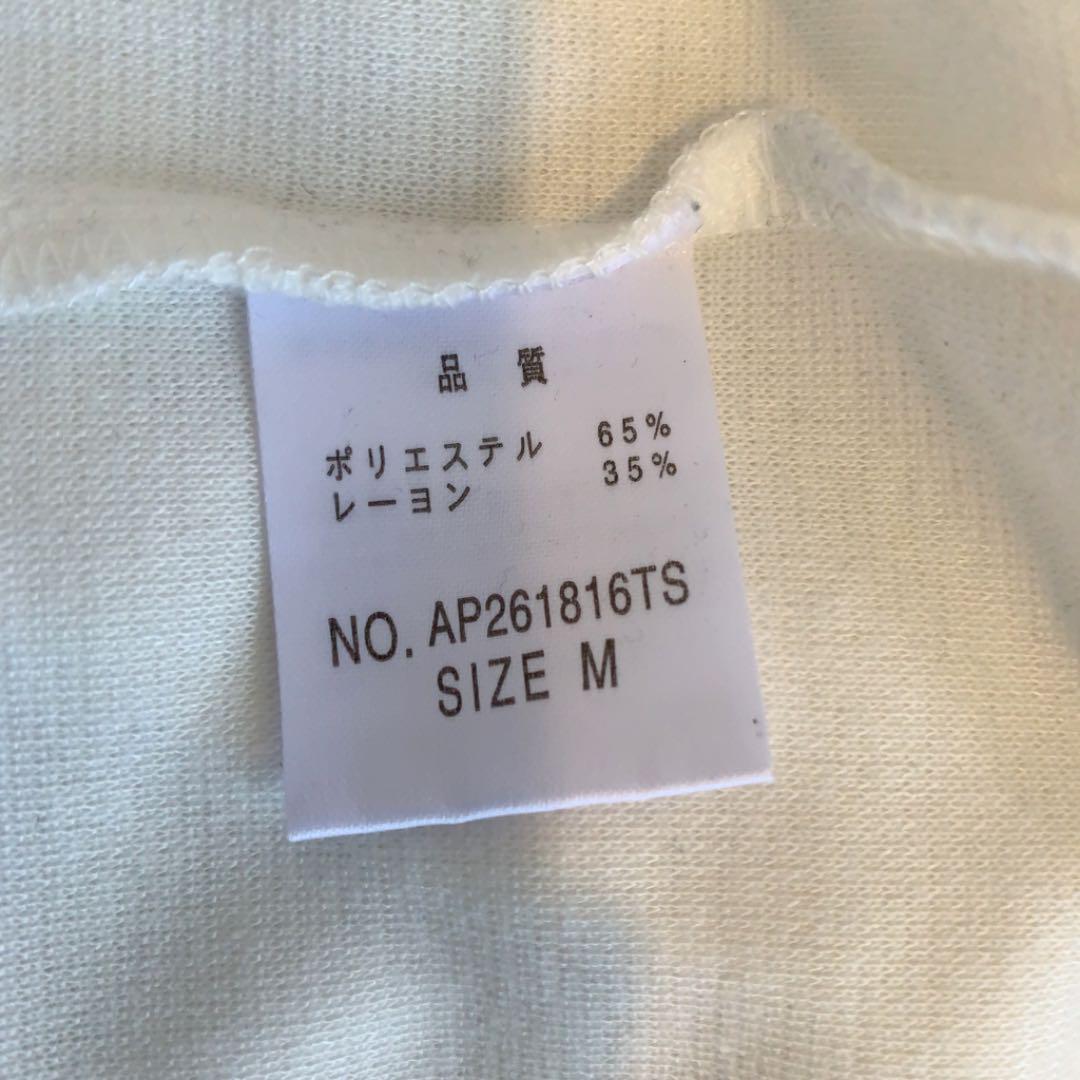 品 質
ポリエステル 65%
レーヨン 35%
NO. AP261816TS
SIZE M